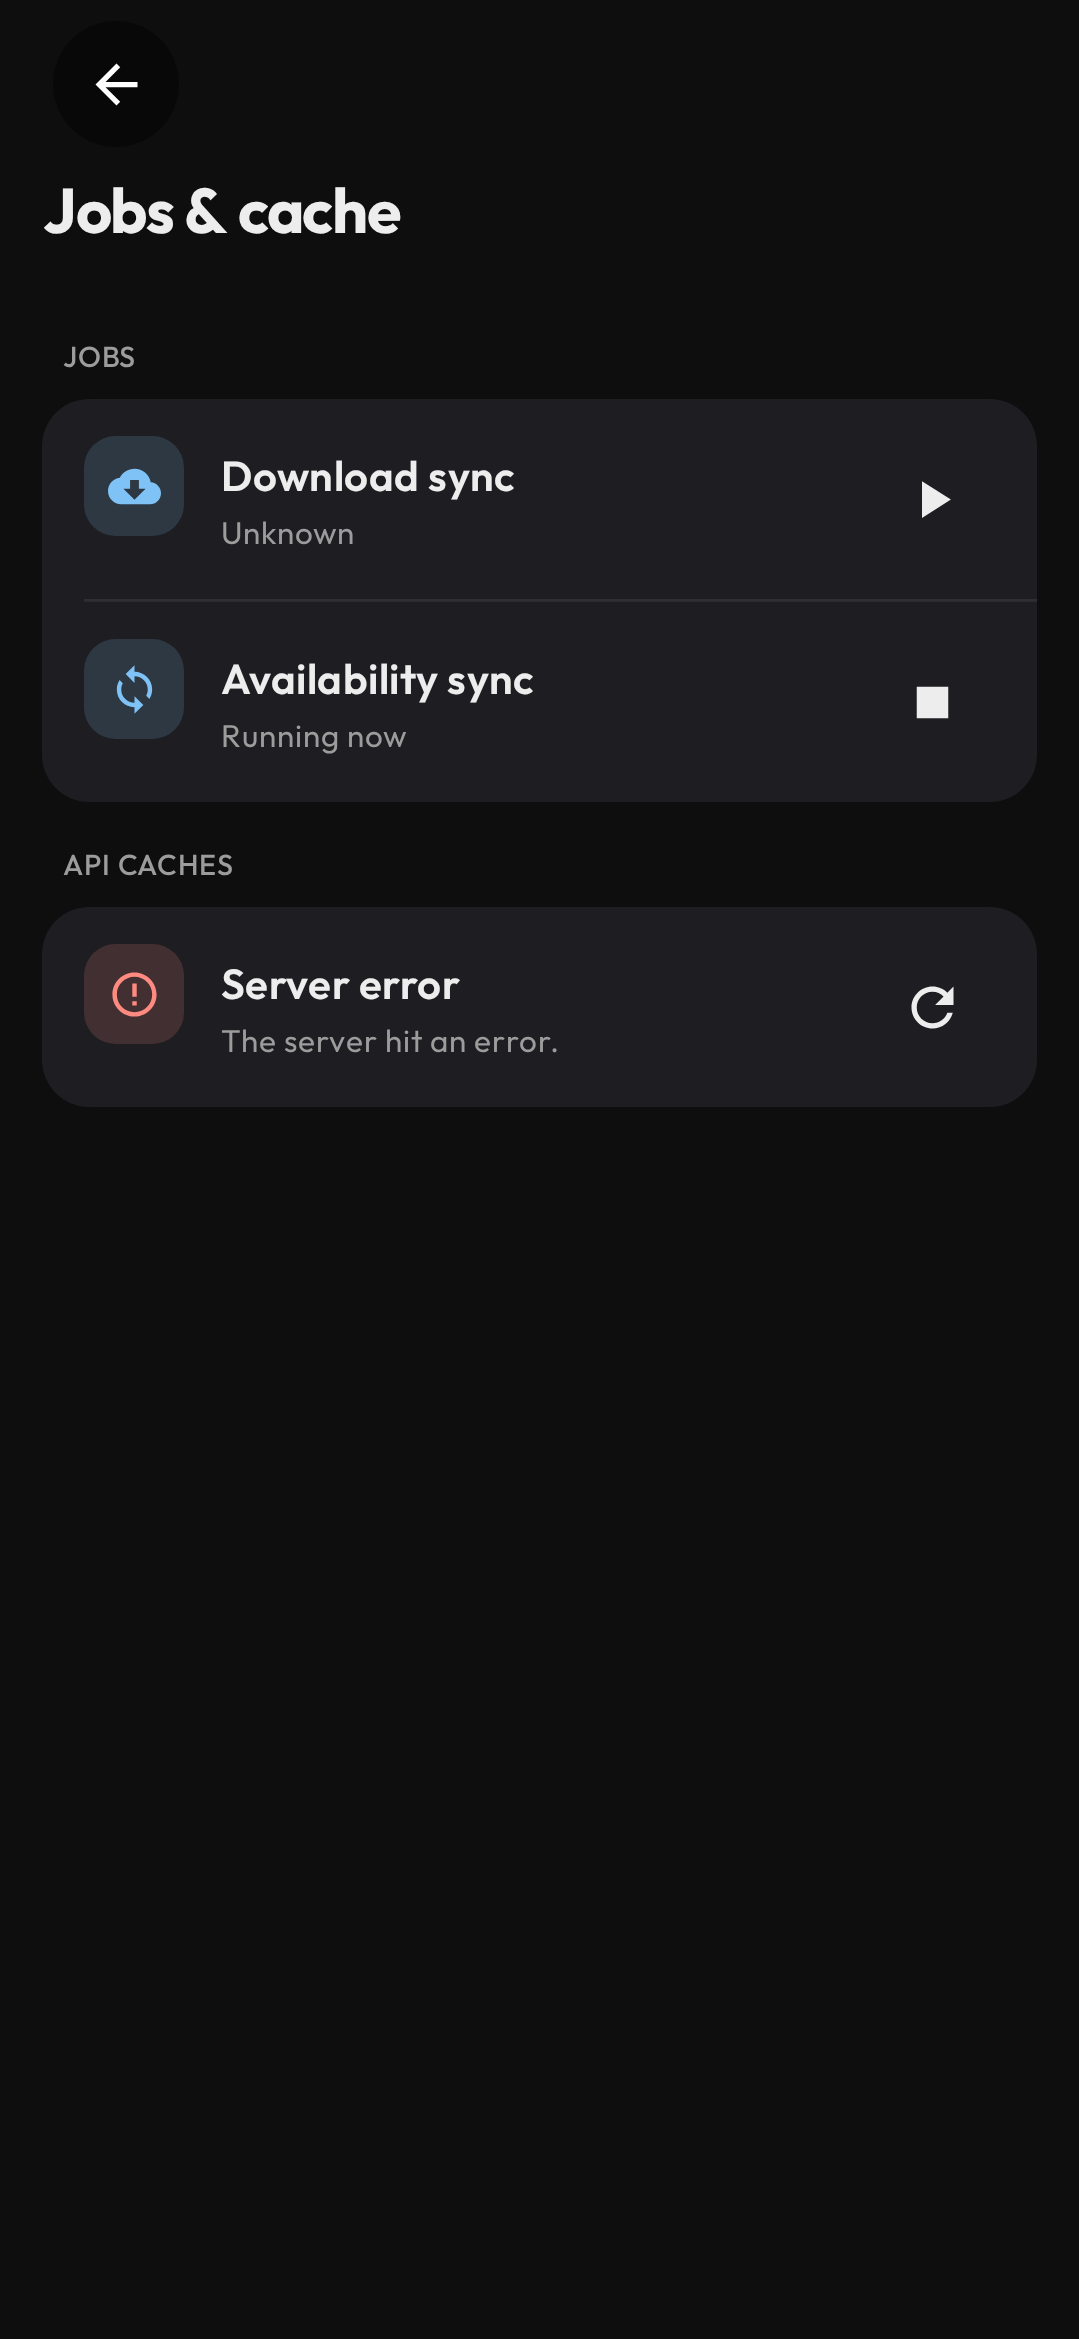 Jobs & cache
JOBS
Download sync
Unknown
Availability sync
Running now
API CACHES
Server error
The server hit an error.